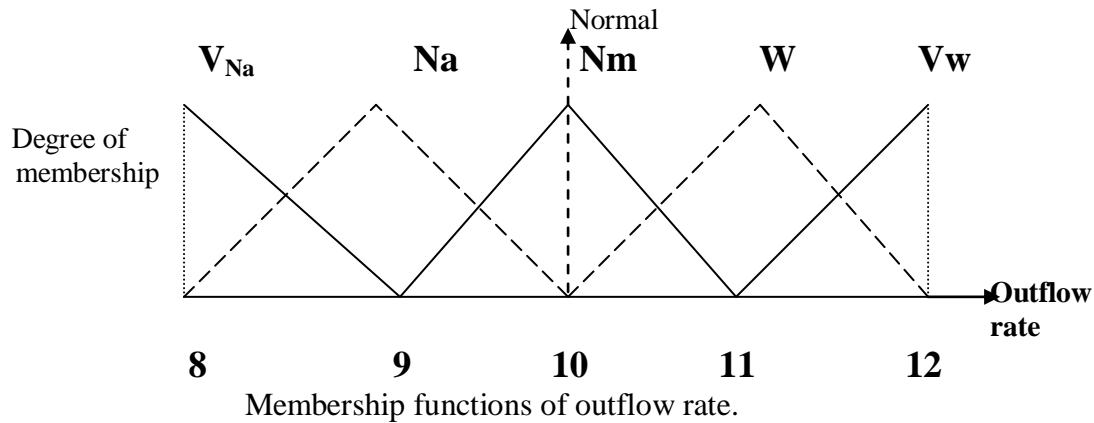 Normal
V_Na Na Nm W Vw
Degree of
membership
Outflow
rate
8 9 10 11 12
Membership functions of outflow rate.